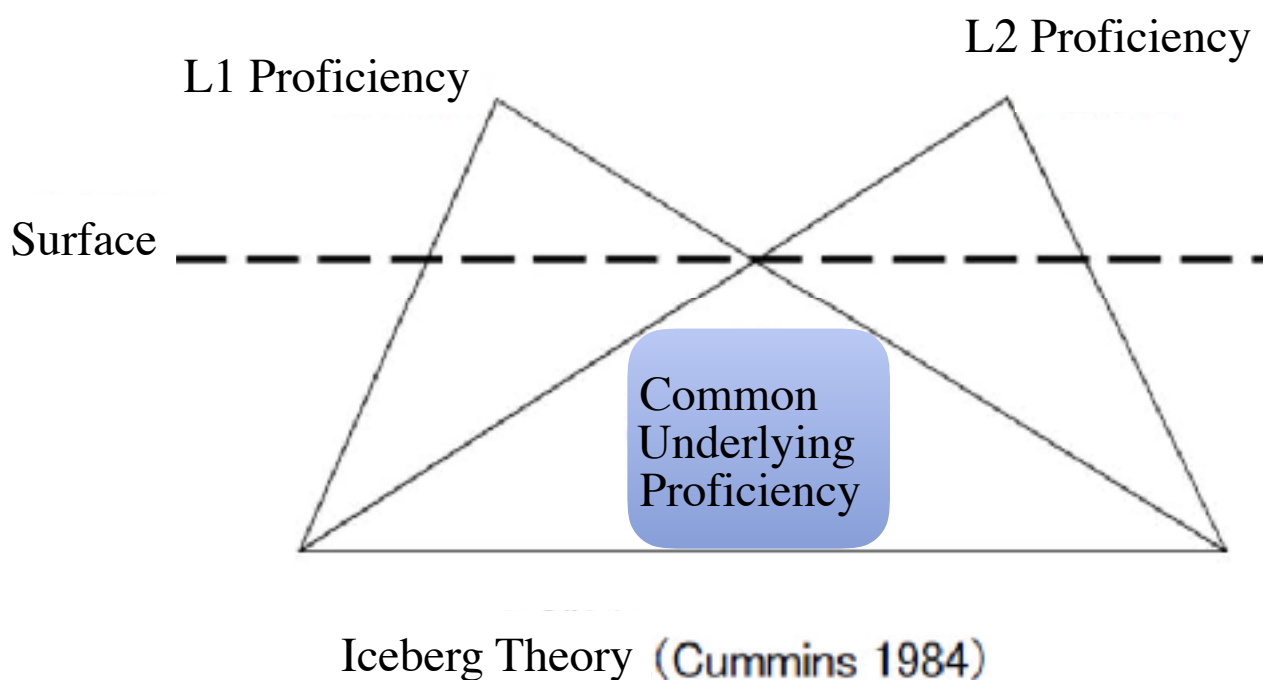 L2 Proficiency
L1 Proficiency
Surface
Common
Underlying
Proficiency
Iceberg Theory (Cummins 1984)